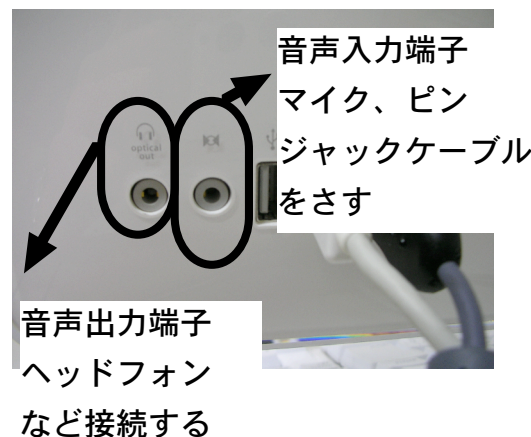 音声入力端子
マイク、ピン
ジャックケーブル
をさす
optical
out
音声出力端子
ヘッドフォン
など接続する